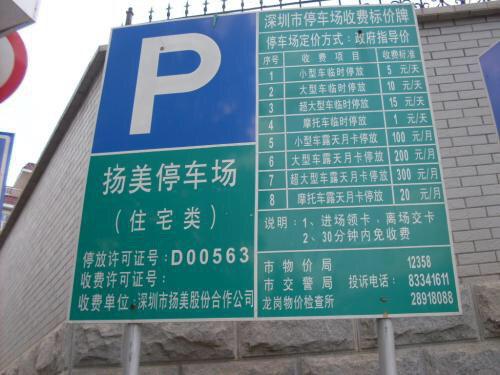 P
扬美停车场
（住宅类）
停放许可证号：D00563
收费许可证号：
收费单位：深圳市扬美股份合作公司
深圳市停车场收费标价牌
停车场定价方式：政府指导价
序号 收费项目 收费标准
1 小型车临时停放 5 元/天
2 大型车临时停放 10 元/天
3 超大型车临时停放 15 元/天
4 摩托车临时停放 1 元/天
5 小型车露天月卡停放 100 元/月
6 大型车露天月卡停放 200 元/月
7 超大型车露天月卡停放 300 元/月
8 摩托车露天月卡停放 20 元/月
说明：1、进场领卡，离场交卡
2、30分钟内免收费
市物价局 12358
市交警局 投诉电话：83341611
龙岗物价检查所 28918088